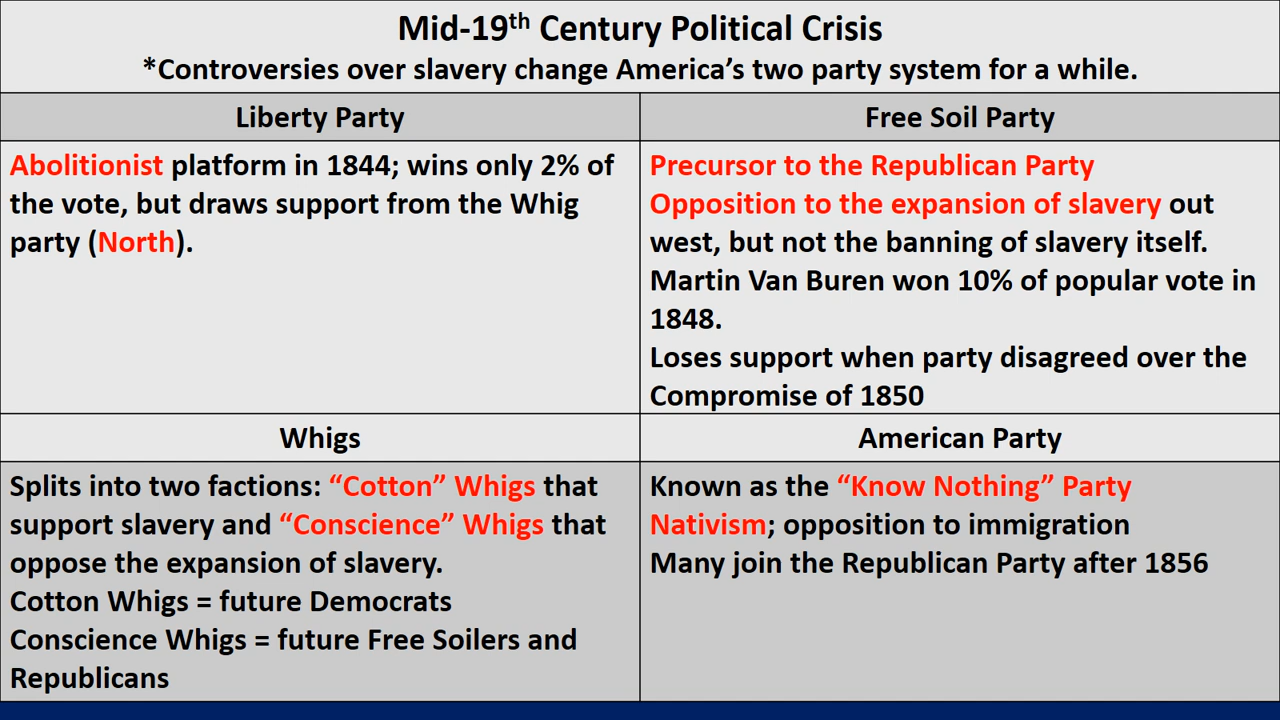 Mid-19th Century Political Crisis
*Controversies over slavery change America’s two party system for a while.
Liberty Party
Abolitionist platform in 1844; wins only 2% of
the vote, but draws support from the Whig
party (North).
Free Soil Party
Precursor to the Republican Party
Opposition to the expansion of slavery out
west, but not the banning of slavery itself.
Martin Van Buren won 10% of popular vote in
1848.
Loses support when party disagreed over the
Compromise of 1850
Whigs
Splits into two factions: “Cotton” Whigs that
support slavery and “Conscience” Whigs that
oppose the expansion of slavery.
Cotton Whigs = future Democrats
Conscience Whigs = future Free Soilers and
Republicans
American Party
Known as the “Know Nothing” Party
Nativism; opposition to immigration
Many join the Republican Party after 1856